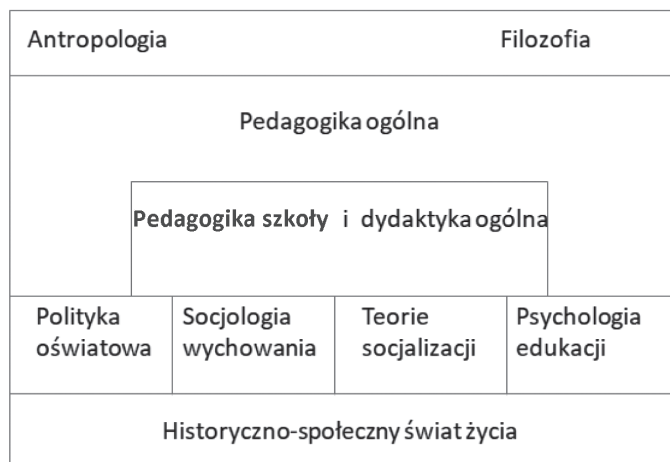 Antropologia Filozofia
Pedagogika ogólna
Pedagogika szkoły i dydaktyka ogólna
Polityka oświatowa
Socjologia wychowania
Teorie socjalizacji
Psychologia edukacji
Historyczno-społeczny świat życia